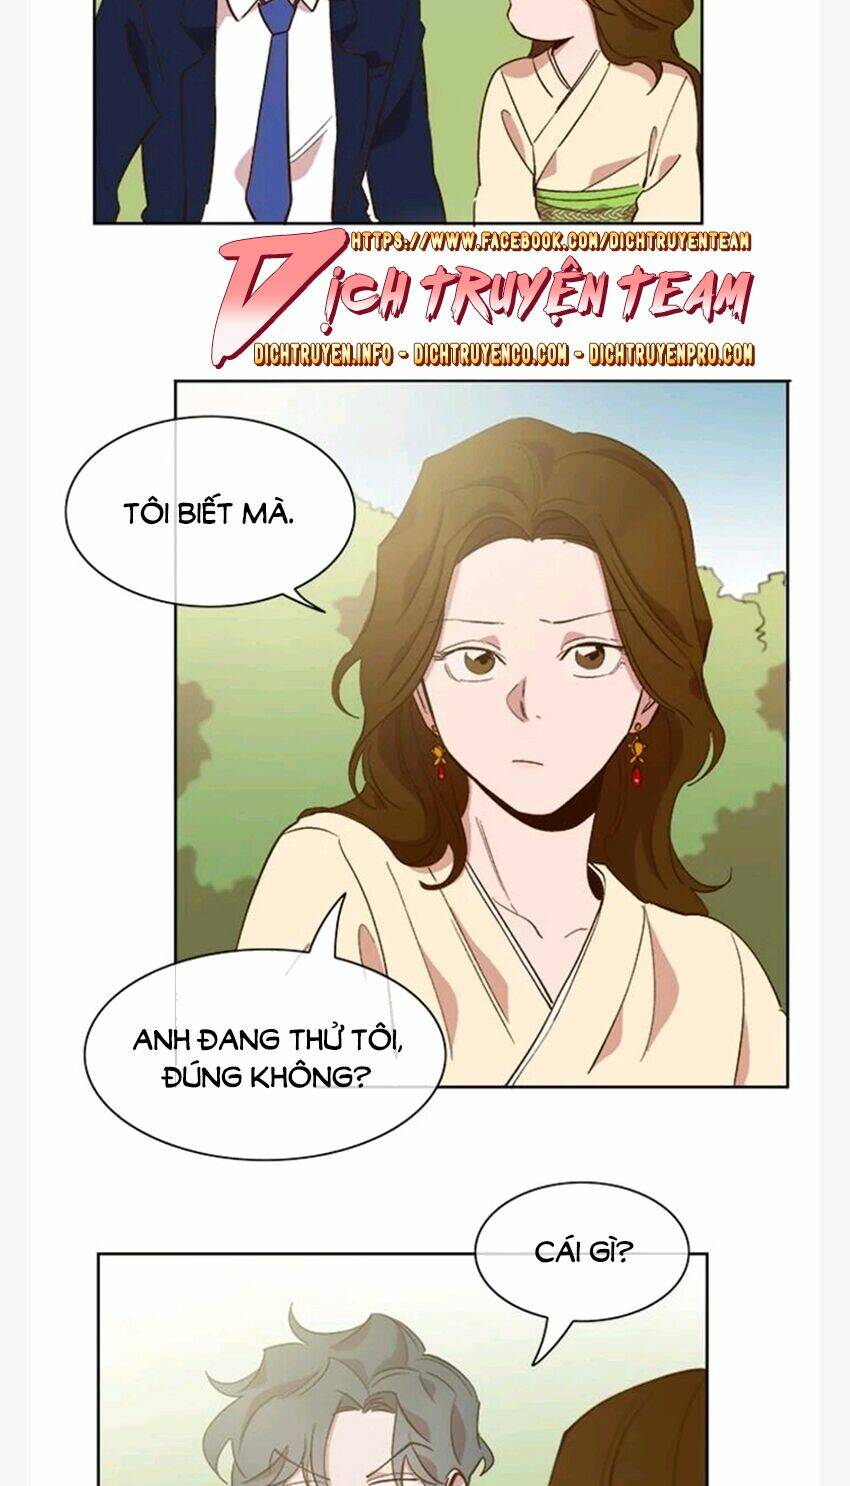 HTTPS://WWW.FACEBOOK.COM/DICHTRUYENTEAM
DỊCH TRUYỆN TEAM
DICHTRUYEN.INFO - DICHTRUYENCO.COM - DICHTRUYENPRO.COM
TÔI BIẾT MÀ.
ANH ĐANG THỬ TÔI,
ĐÚNG KHÔNG?
CÁI GÌ?